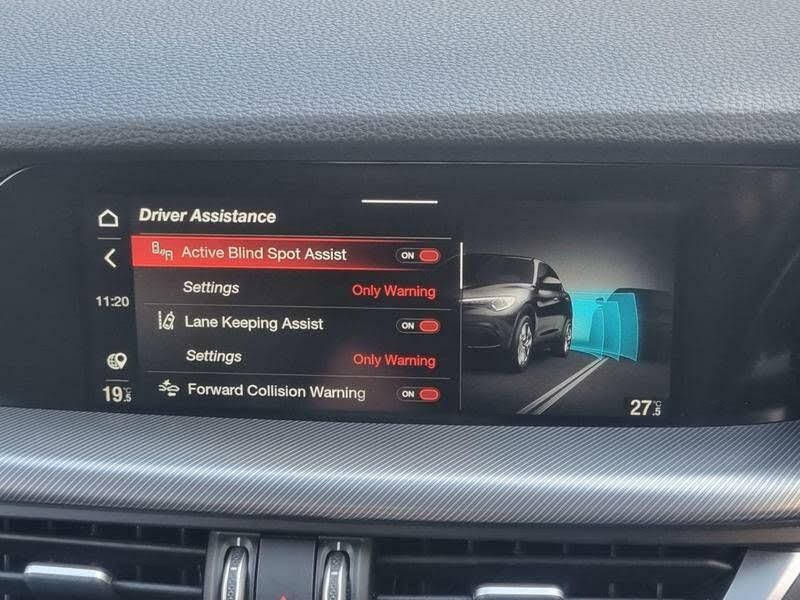 Driver Assistance
Active Blind Spot Assist ON
Settings Only Warning
11:20
Lane Keeping Assist ON
Settings Only Warning
Forward Collision Warning ON
19.5°C
27.5°C